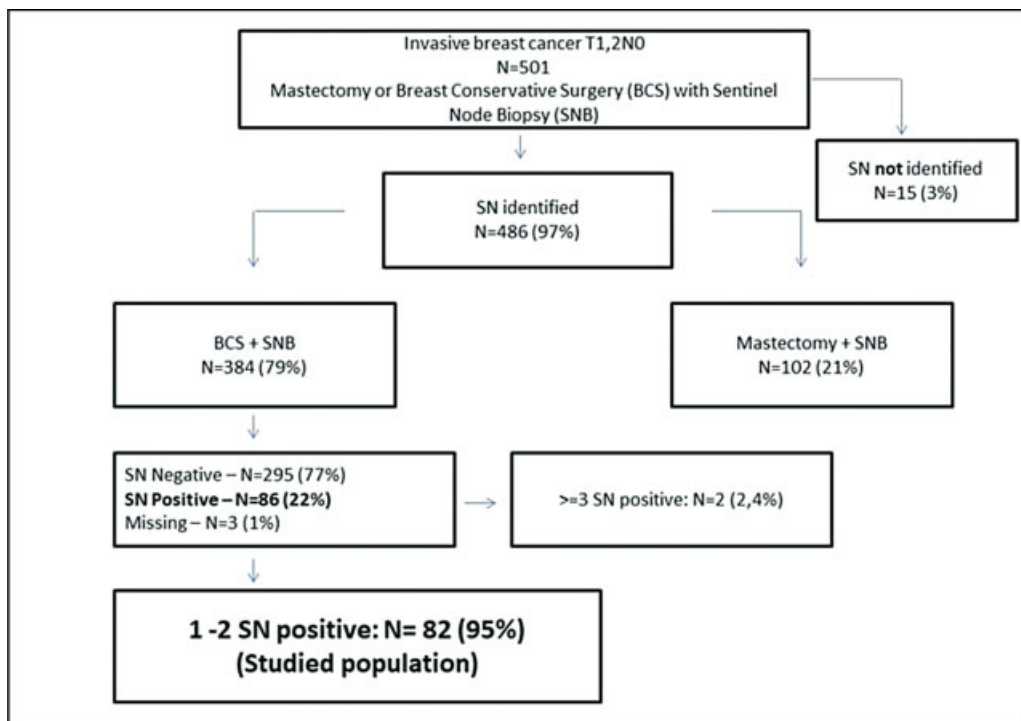 Invasive breast cancer T1,2N0
N=501
Mastectomy or Breast Conservative Surgery (BCS) with Sentinel
Node Biopsy (SNB)
SN not identified
N=15 (3%)
SN identified
N=486 (97%)
BCS + SNB
N=384 (79%)
Mastectomy + SNB
N=102 (21%)
SN Negative – N=295 (77%)
SN Positive – N=86 (22%)
Missing – N=3 (1%)
>=3 SN positive: N=2 (2,4%)
1 -2 SN positive: N= 82 (95%)
(Studied population)